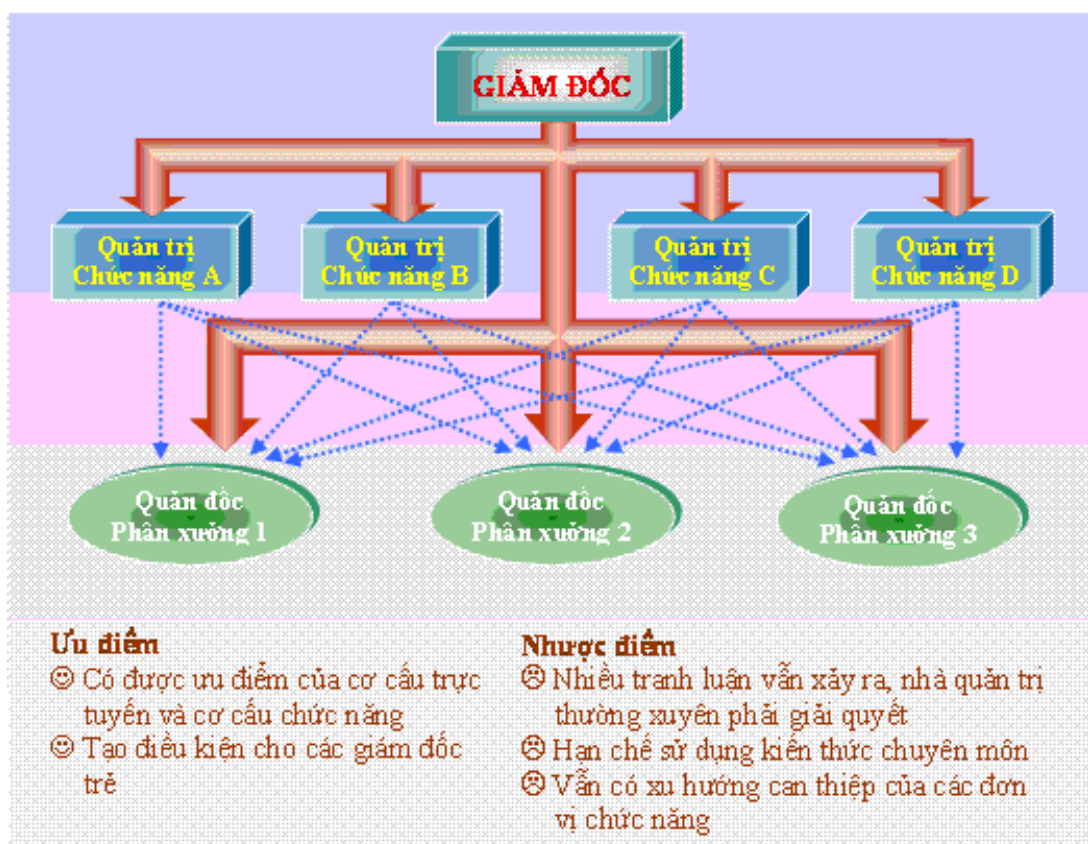 GIÁM ĐỐC
Quản trị
Chức năng A
Quản trị
Chức năng B
Quản trị
Chức năng C
Quản trị
Chức năng D
Quản đốc
Phân xưởng 1
Quản đốc
Phân xưởng 2
Quản đốc
Phân xưởng 3
Ưu điểm
Có được ưu điểm của cơ cấu trực
tuyến và cơ cấu chức năng
Tạo điều kiện cho các giám đốc
trẻ
Nhược điểm
Nhiều tranh luận vẫn xảy ra, nhà quản trị
thường xuyên phải giải quyết
Hạn chế sử dụng kiến thức chuyên môn
Vẫn có xu hướng can thiệp của các đơn
vị chức năng